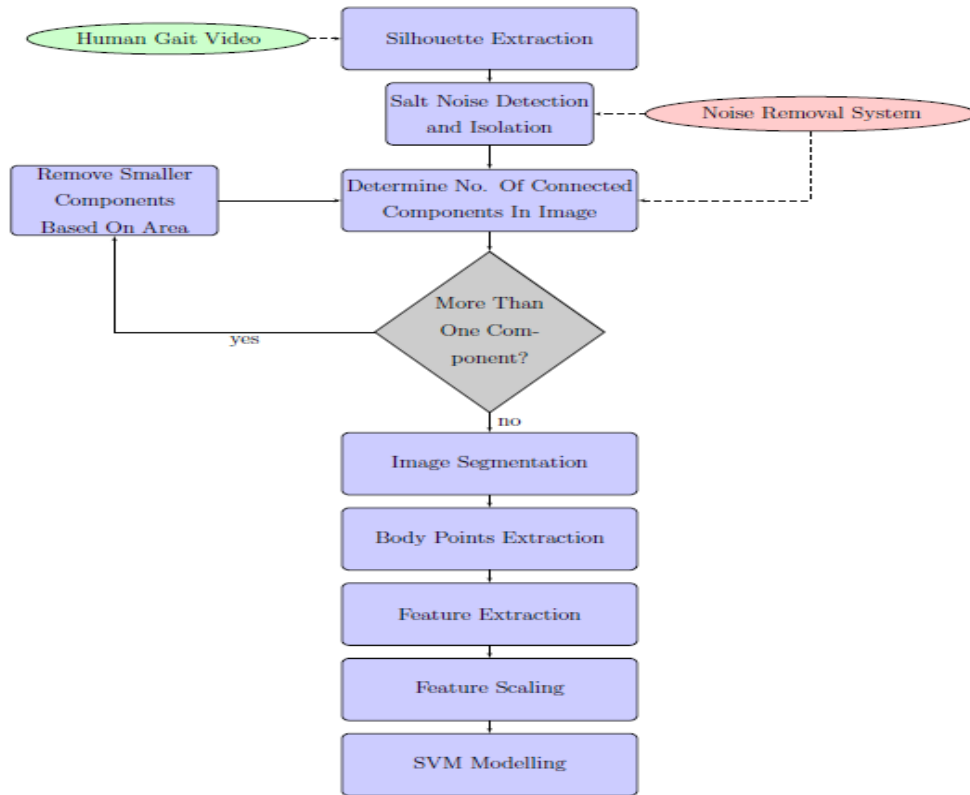 Human Gait Video
Silhouette Extraction
Salt Noise Detection
and Isolation
Noise Removal System
Remove Smaller
Components
Based On Area
Determine No. Of Connected
Components In Image
More Than
One Com-
ponent?
yes
no
Image Segmentation
Body Points Extraction
Feature Extraction
Feature Scaling
SVM Modelling